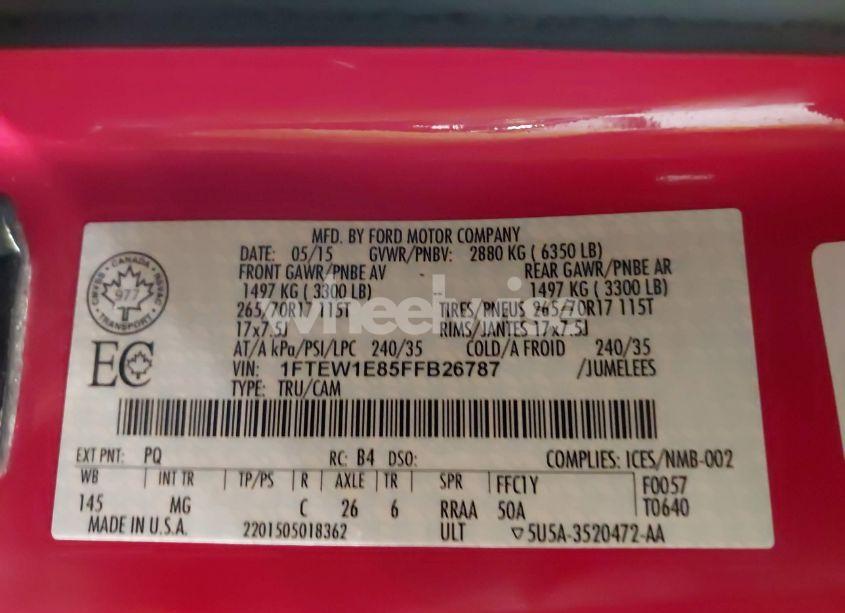 MFD. BY FORD MOTOR COMPANY
DATE: 05/15 GVWR/PNBV: 2880 KG ( 6350 LB)
FRONT GAWR/PNBE AV REAR GAWR/PNBE AR
1497 KG ( 3300 LB) 1497 KG ( 3300 LB)
265/70R17 115T TIRES/PNEUS 265/70R17 115T
17x7.5J RIMS/JANTES 17x7.5J
AT/A kPa/PSI/LPC 240/35 COLD/A FROID 240/35
VIN: 1FTEW1E85FFB26787 /JUMELEES
TYPE: TRU/CAM
CANADA
977
TRANSPORT
EC
EXT PNT: PQ RC: B4 DSO: COMPLIES: ICES/NMB-002
WB INT TR TP/PS R AXLE TR SPR FFC1Y F0057
145 MG C 26 6 RRAA 50A T0640
MADE IN U.S.A. 2201505018362 ULT ▽5U5A-3520472-AA